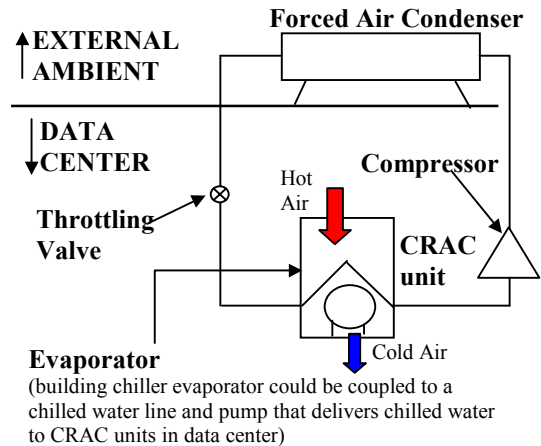 Forced Air Condenser
EXTERNAL
AMBIENT
DATA
CENTER
Compressor
Hot
Air
Throttling
Valve
CRAC
unit
Cold Air
Evaporator
(building chiller evaporator could be coupled to a
chilled water line and pump that delivers chilled water
to CRAC units in data center)